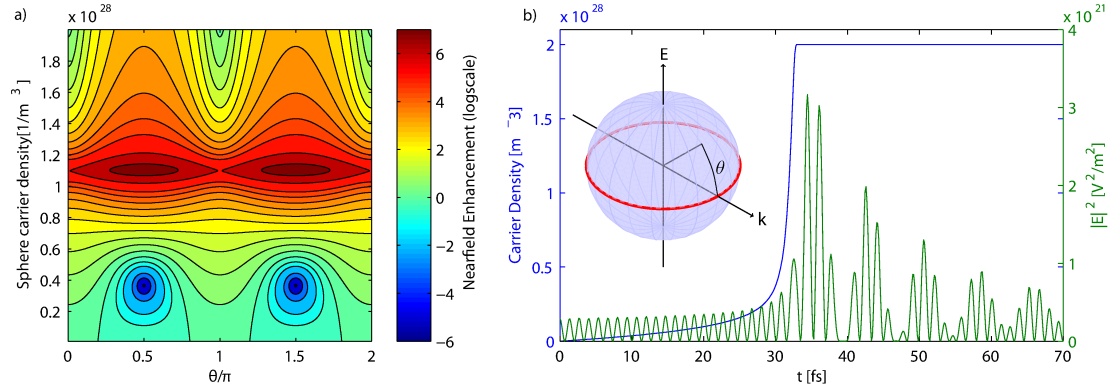 a)
x 10^28
Sphere carrier density[1/m^3]
1.8
1.6
1.4
1.2
1
0.8
0.6
0.4
0.2
0
0.5
1
1.5
2
θ/π
6
4
2
0
−2
−4
−6
Nearfield Enhancement (logscale)
b)
x 10^28
x 10^21
Carrier Density [m^−3]
2
1.5
1
0.5
0
E
θ
k
0
10
20
30
40
50
60
70
t [fs]
4
3
2
1
0
|E|^2 [V^2/m^2]